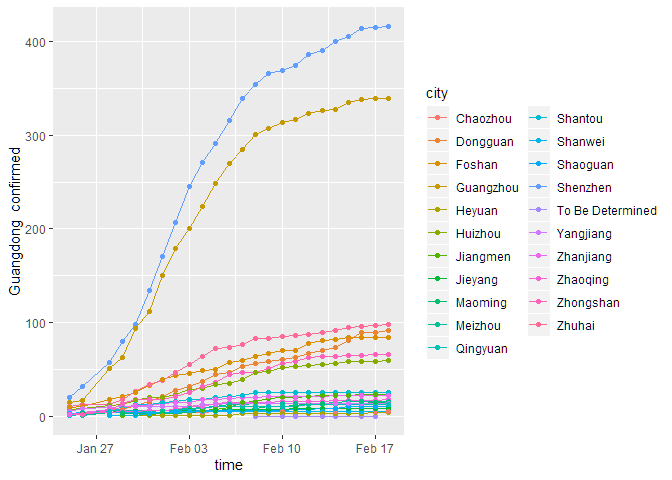 400
300
200
100
0
Guangdong confirmed
Jan 27
Feb 03
Feb 10
Feb 17
time
city
Chaozhou
Dongguan
Foshan
Guangzhou
Heyuan
Huizhou
Jiangmen
Jieyang
Maoming
Meizhou
Qingyuan
Shantou
Shanwei
Shaoguan
Shenzhen
To Be Determined
Yangjiang
Zhanjiang
Zhaoqing
Zhongshan
Zhuhai